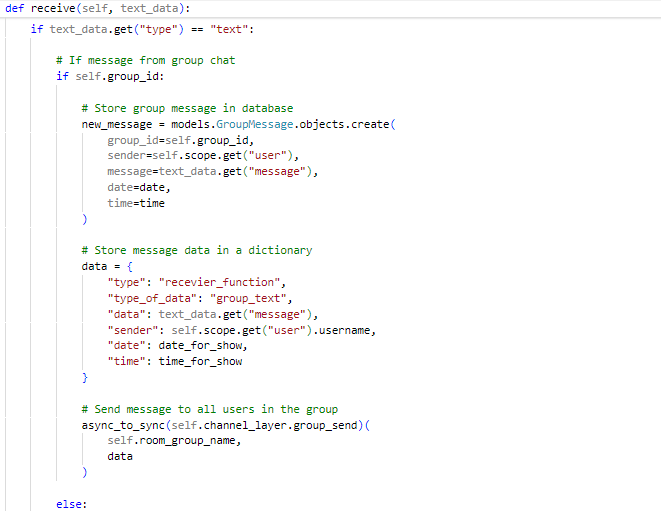 def receive(self, text_data):
if text_data.get("type") == "text":
# If message from group chat
if self.group_id:
# Store group message in database
new_message = models.GroupMessage.objects.create(
group_id=self.group_id,
sender=self.scope.get("user"),
message=text_data.get("message"),
date=date,
time=time
)
# Store message data in a dictionary
data = {
"type": "recevier_function",
"type_of_data": "group_text",
"data": text_data.get("message"),
"sender": self.scope.get("user").username,
"date": date_for_show,
"time": time_for_show
}
# Send message to all users in the group
async_to_sync(self.channel_layer.group_send)(
self.room_group_name,
data
)
else: